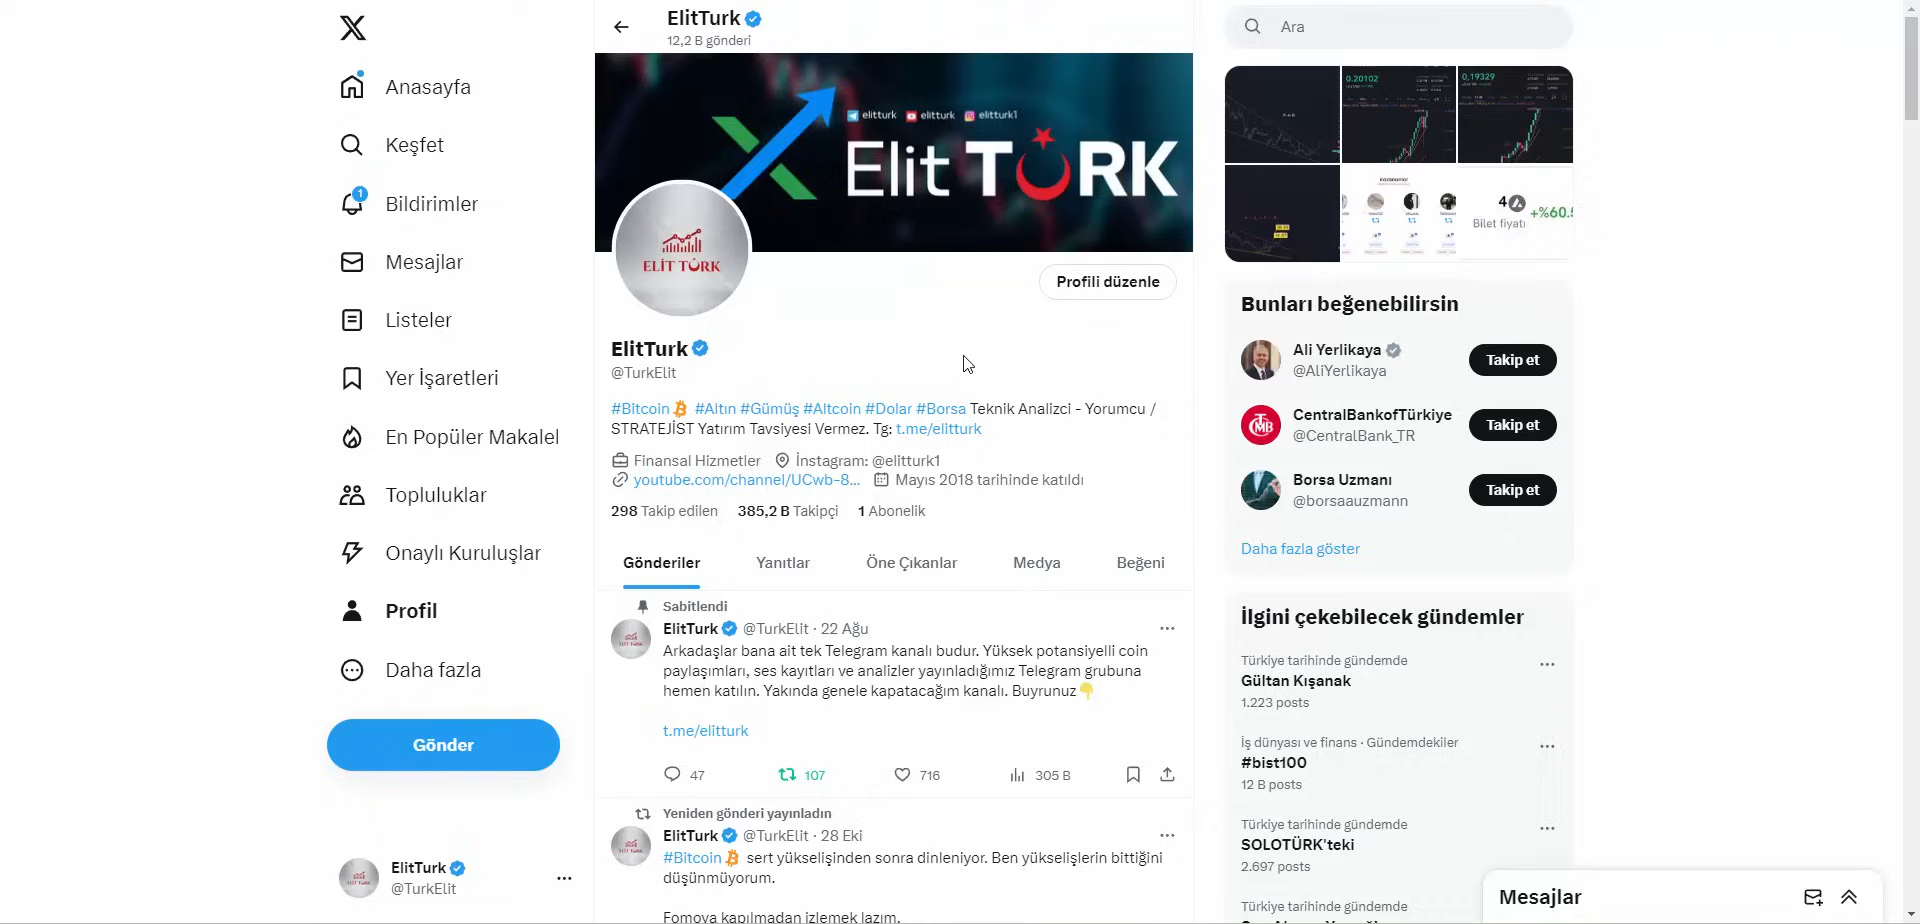 Anasayfa
Keşfet
1
Bildirimler
Mesajlar
Listeler
Yer İşaretleri
En Popüler Makalel
Topluluklar
Onaylı Kuruluşlar
Profil
Daha fazla
Gönder
ElitTurk
@TurkElit
ElitTurk
12,2 B gönderi
elitturk elitturk elitturk1
Elit TÜRK
ELİT TÜRK
Profili düzenle
ElitTurk
@TurkElit
#Bitcoin #Altın #Gümüş #Altcoin #Dolar #Borsa Teknik Analizci - Yorumcu /
STRATEJİST Yatırım Tavsiyesi Vermez. Tg: t.me/elitturk
Finansal Hizmetler İnstagram: @elitturk1
youtube.com/channel/UCwb-8... Mayıs 2018 tarihinde katıldı
298 Takip edilen 385,2 B Takipçi 1 Abonelik
Gönderiler Yanıtlar Öne Çıkanlar Medya Beğeni
Sabitlendi
ElitTurk @TurkElit · 22 Ağu
Arkadaşlar bana ait tek Telegram kanalı budur. Yüksek potansiyelli coin
paylaşımları, ses kayıtları ve analizler yayınladığımız Telegram grubuna
hemen katılın. Yakında genele kapatacağım kanalı. Buyrunuz👇
t.me/elitturk
47 107 716 305 B
Yeniden gönderi yayınladın
ElitTurk @TurkElit · 28 Eki
#Bitcoin sert yükselişinden sonra dinleniyor. Ben yükselişlerin bittiğini
düşünmüyorum.
Fomoya kapılmadan izlemek lazım.
Ara
0.20102
0,19329
Kazananlar
4
Bilet fiyatı
+%60.5
Bunları beğenebilirsin
Ali Yerlikaya
@AliYerlikaya
Takip et
CentralBankofTürkiye
@CentralBank_TR
Takip et
Borsa Uzmanı
@borsaauzmann
Takip et
Daha fazla göster
İlgini çekebilecek gündemler
Türkiye tarihinde gündemde
Gültan Kışanak
1.223 posts
İş dünyası ve finans · Gündemdekiler
#bist100
12 B posts
Türkiye tarihinde gündemde
SOLOTÜRK'teki
2.697 posts
Türkiye tarihinde gündemde
Mesajlar